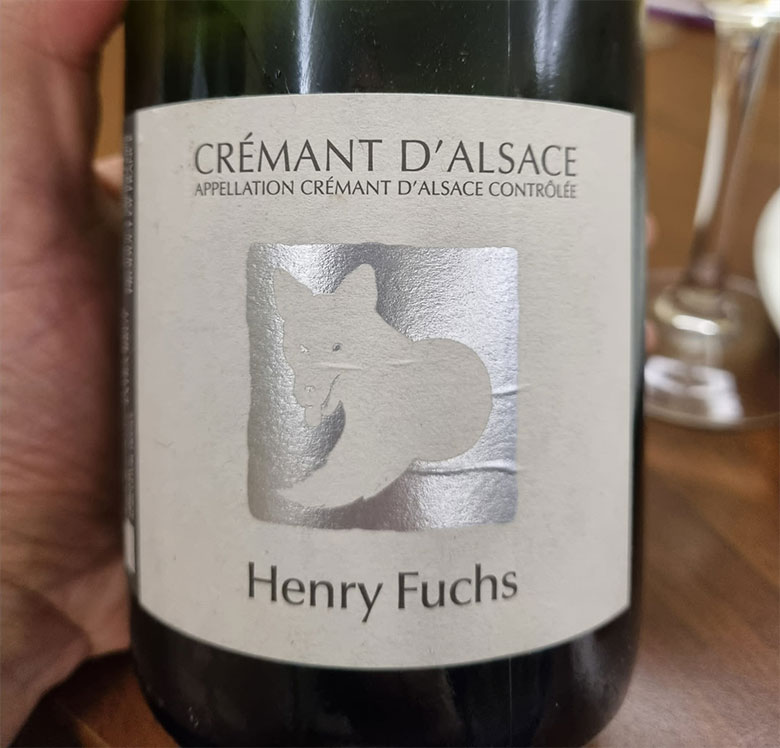 CRÉMANT D'ALSACE
APPELLATION CRÉMANT D'ALSACE CONTRÔLÉE
Henry Fuchs